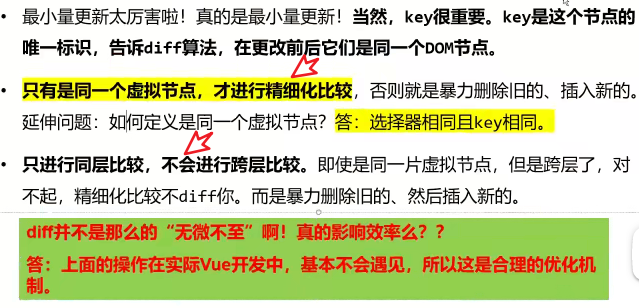 • 最小量更新太厉害啦！真的是最小量更新！当然，key很重要。key是这个节点的
唯一标识，告诉diff算法，在更改前后它们是同一个DOM节点。
• 只有是同一个虚拟节点，才进行精细化比较，否则就是暴力删除旧的、插入新的。
延伸问题：如何定义是同一个虚拟节点？答：选择器相同且key相同。
• 只进行同层比较，不会进行跨层比较。即使是同一片虚拟节点，但是跨层了，对
不起，精细化比较不diff你。而是暴力删除旧的、然后插入新的。
diff并不是那么的“无微不至”啊！真的影响效率么？？
答：上面的操作在实际Vue开发中，基本不会遇见，所以这是合理的优化机
制。